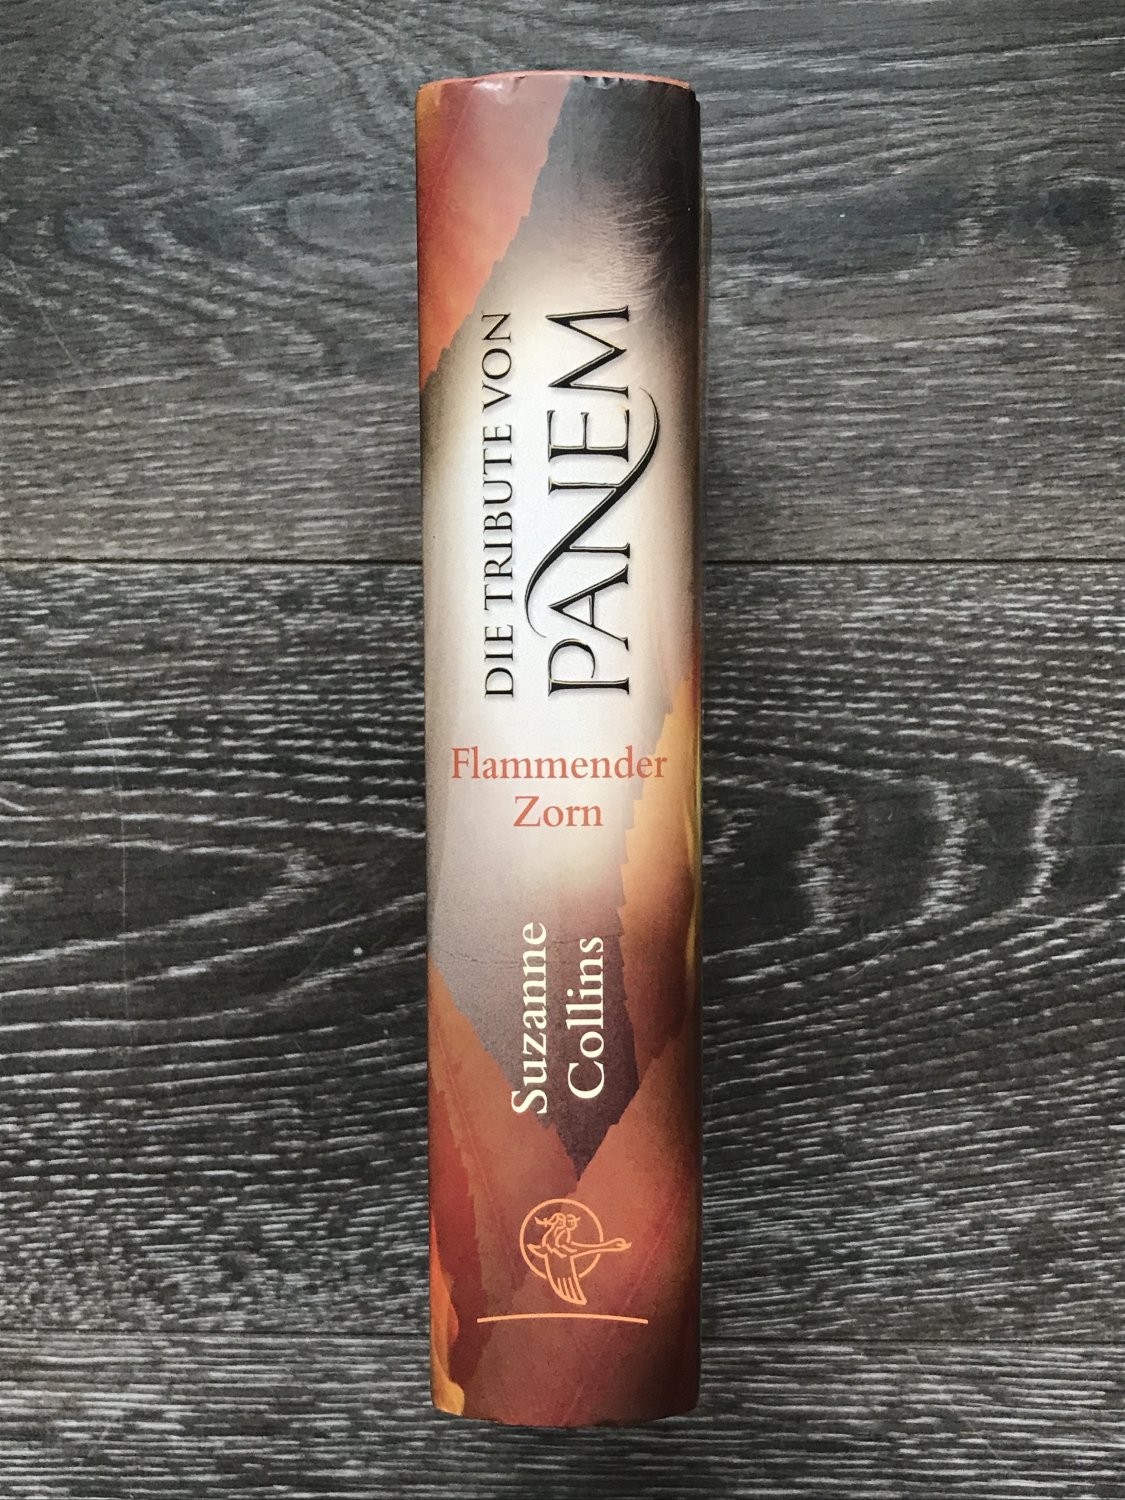 DIE TRIBUTE VON
PANEM
Flammender
Zorn
Suzanne
Collins